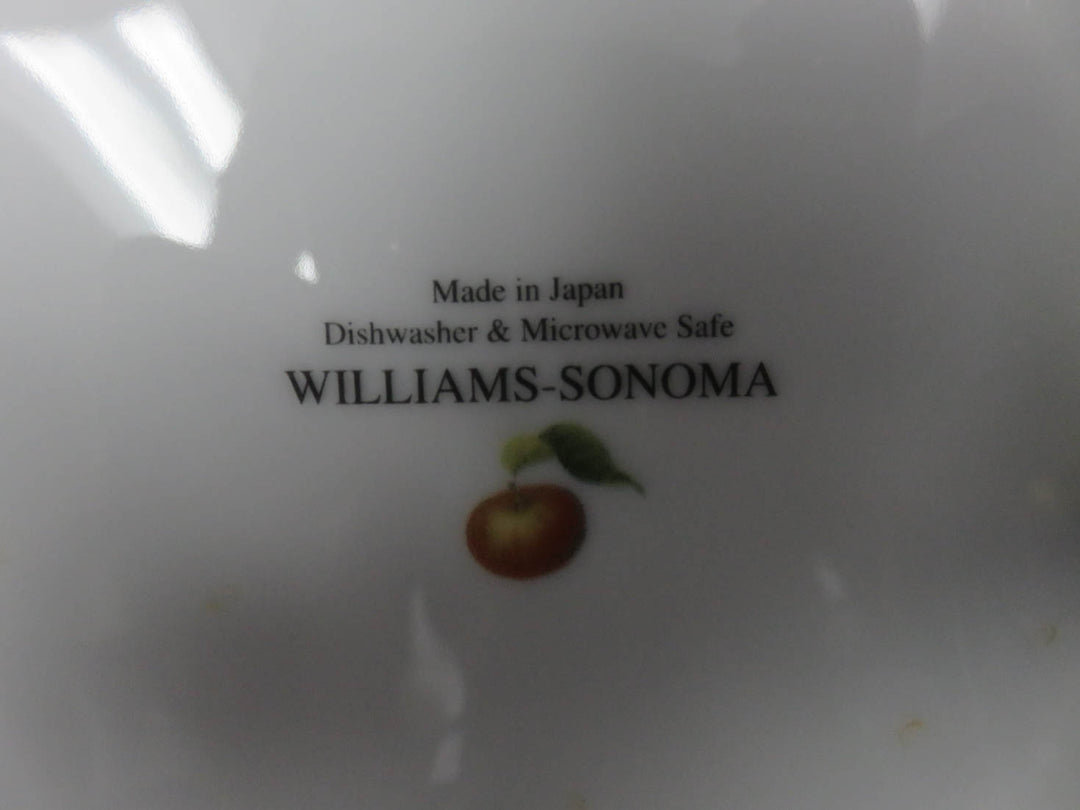 Made in Japan
Dishwasher & Microwave Safe
WILLIAMS-SONOMA